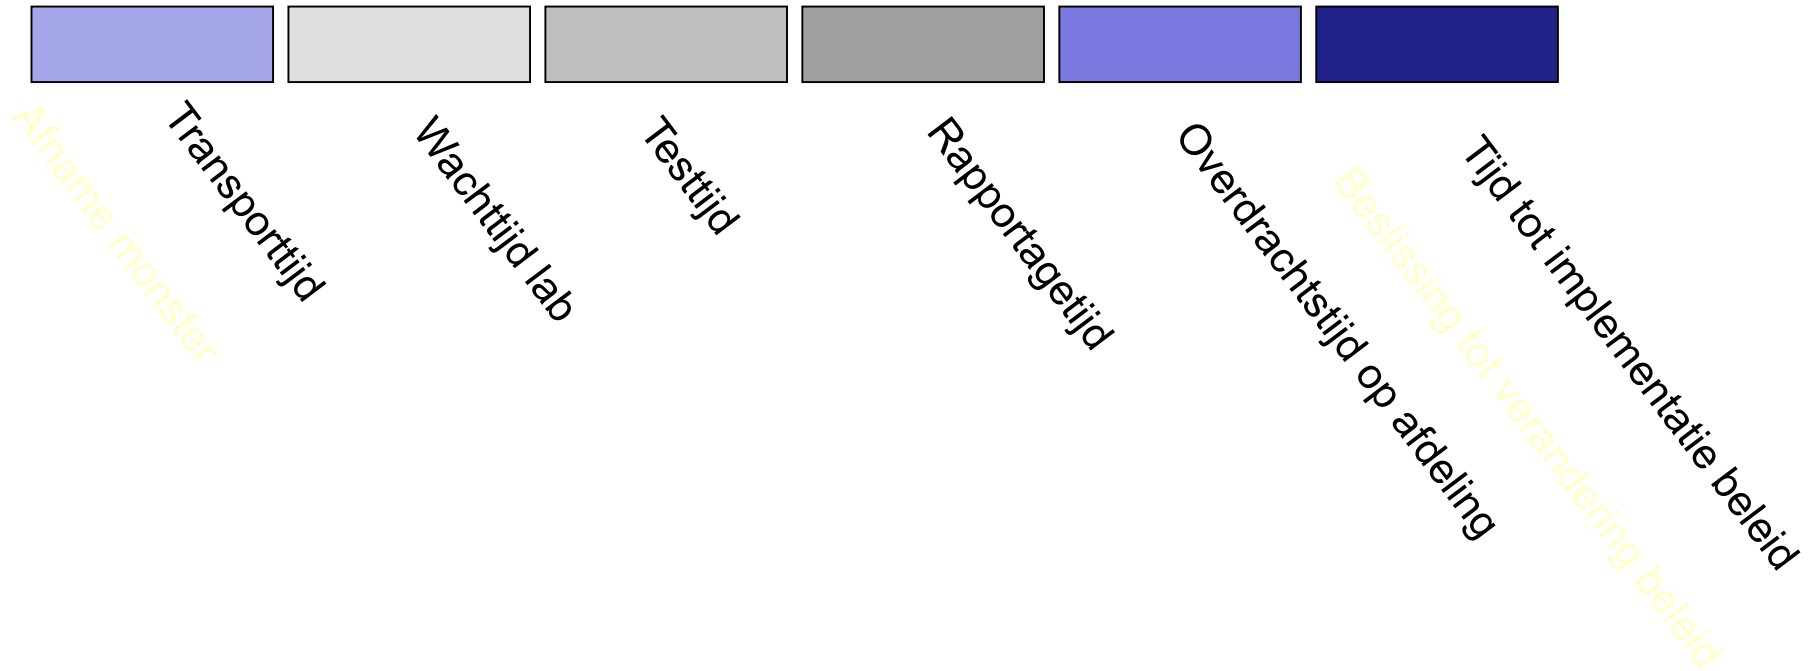 Afname monster
Transporttijd
Wachttijd lab
Testtijd
Rapportagetijd
Overdrachtstijd op afdeling
Beslissing tot verandering beleid
Tijd tot implementatie beleid